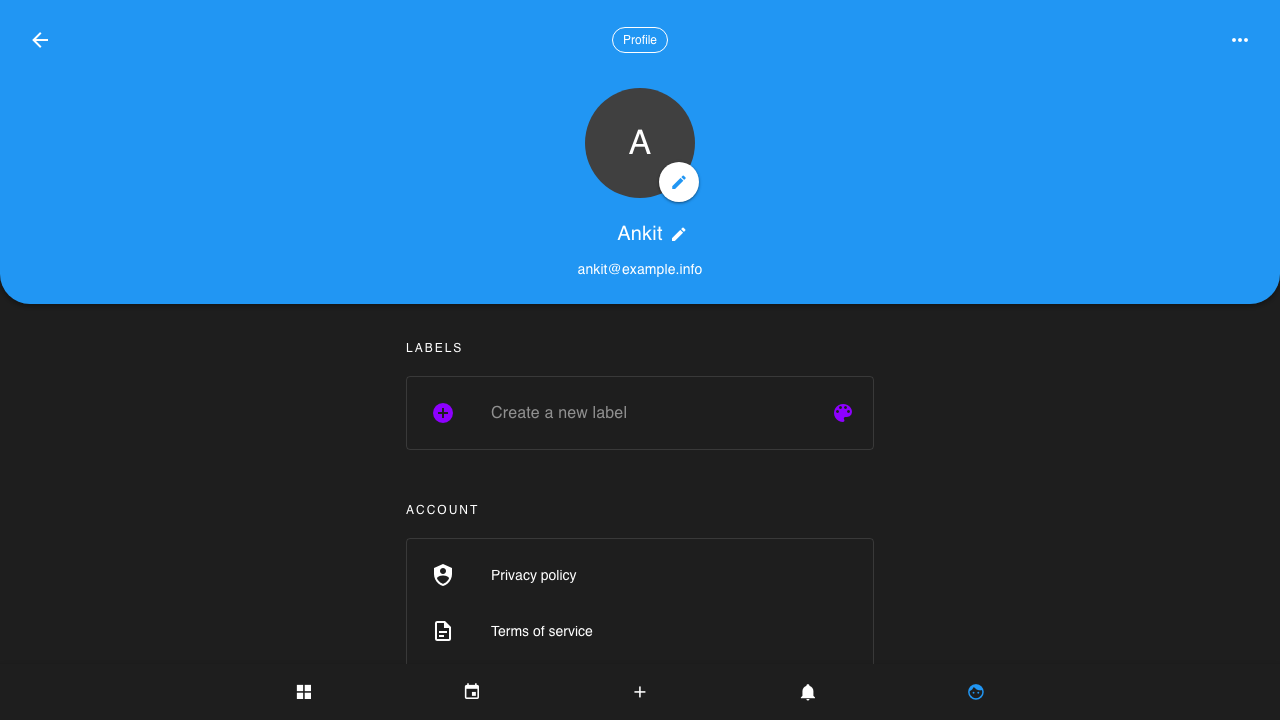 Profile
A
Ankit
ankit@example.info
LABELS
Create a new label
ACCOUNT
Privacy policy
Terms of service